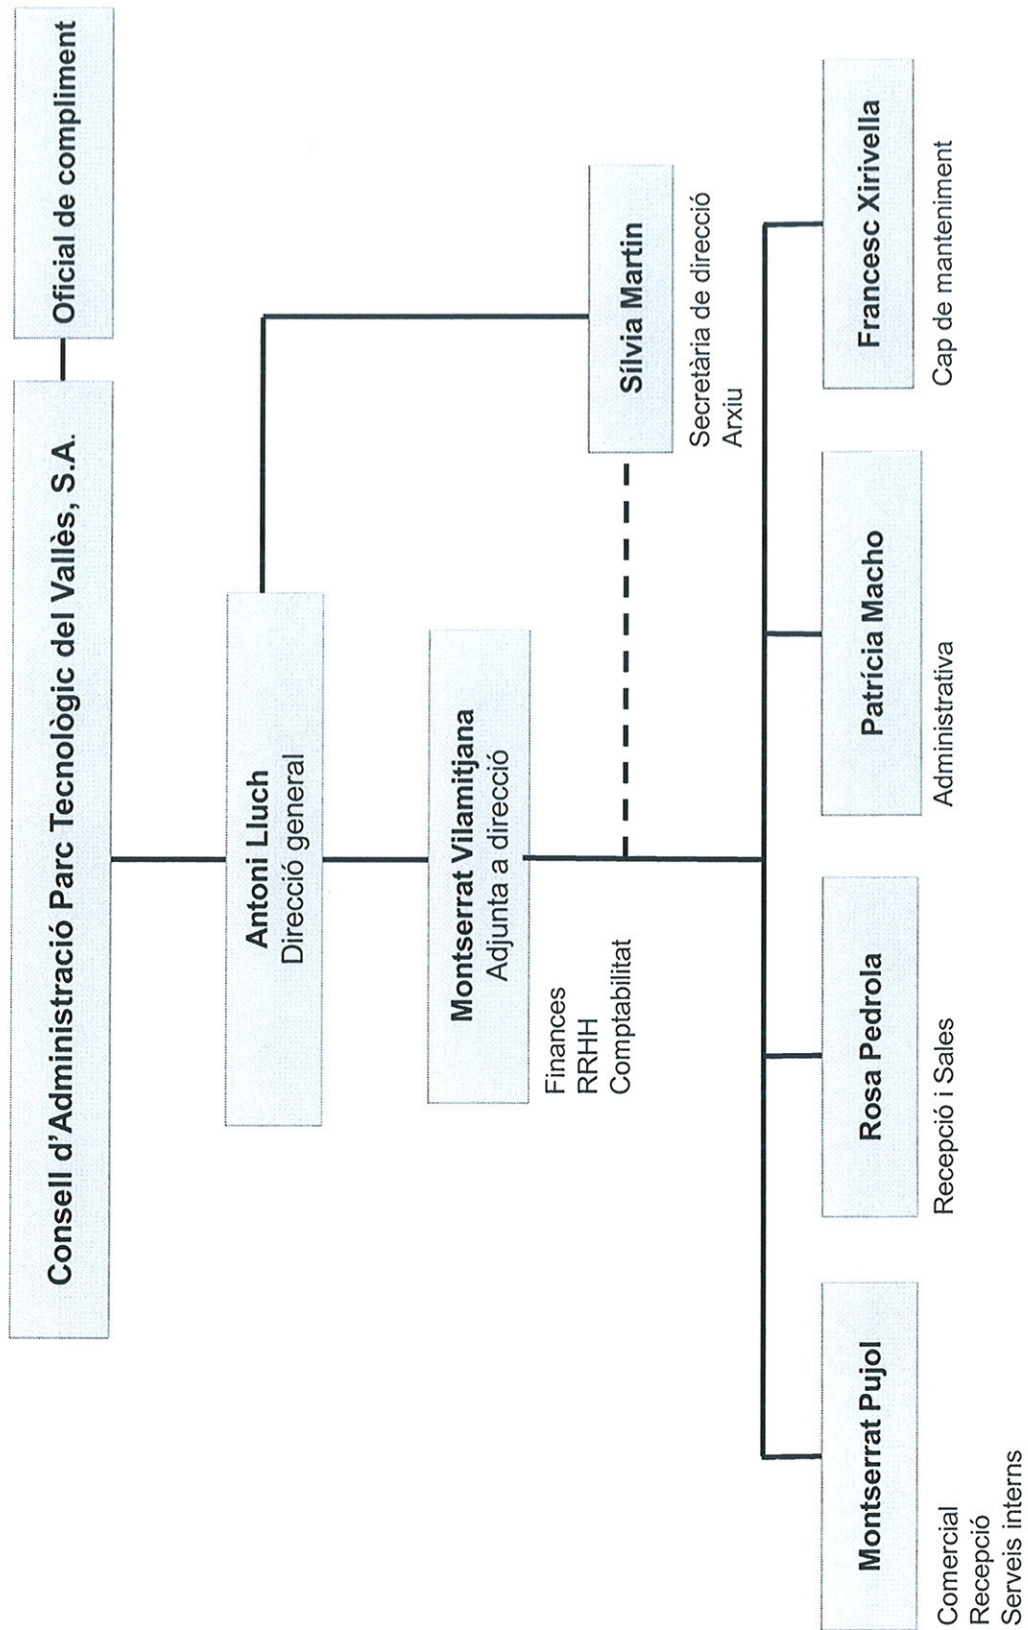 Consell d'Administració Parc Tecnològic del Vallès, S.A.
Oficial de compliment
Antoni Lluch
Direcció general
Montserrat Vilamitjana
Adjunta a direcció
Finances
RRHH
Comptabilitat
Sílvia Martin
Secretària de direcció
Arxiu
Montserrat Pujol
Comercial
Recepció
Serveis interns
Rosa Pedrola
Recepció i Sales
Patrícia Macho
Administrativa
Francesc Xirivella
Cap de manteniment